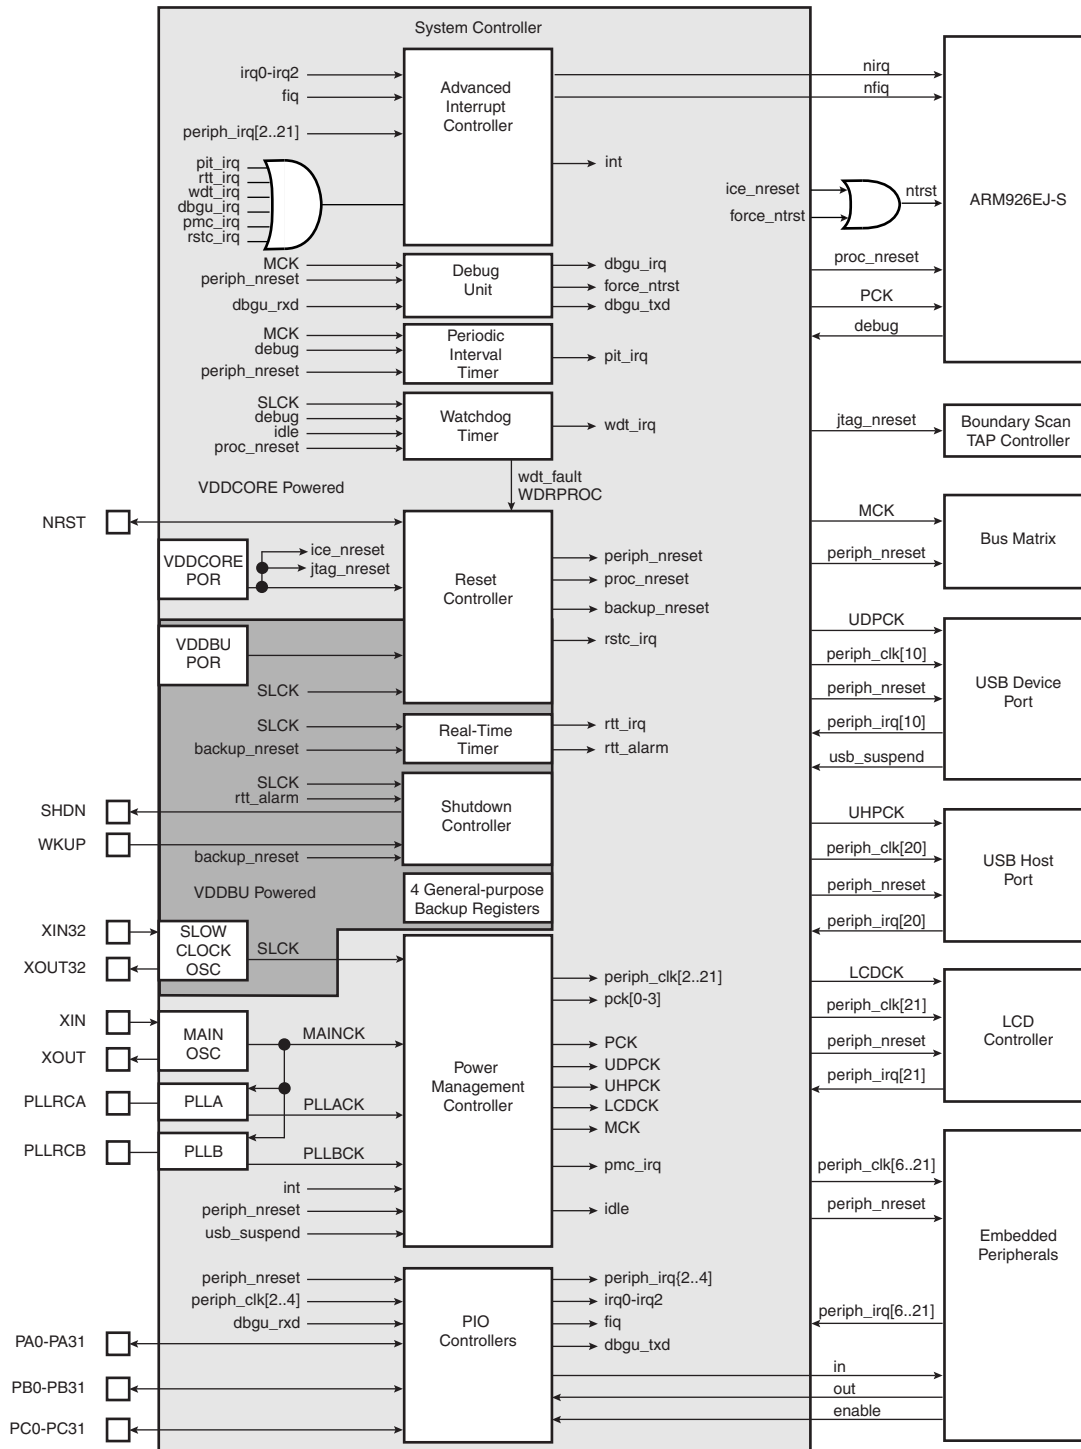 System Controller
irq0-irq2
fiq
periph_irq[2..21]
pit_irq
rtt_irq
wdt_irq
dbgu_irq
pmc_irq
rstc_irq
Advanced
Interrupt
Controller
int
nirq
nfiq
ice_nreset
force_ntrst
ntrst
ARM926EJ-S
proc_nreset
PCK
debug
MCK
periph_nreset
dbgu_rxd
Debug
Unit
dbgu_irq
force_ntrst
dbgu_txd
MCK
debug
periph_nreset
Periodic
Interval
Timer
pit_irq
SLCK
debug
idle
proc_nreset
Watchdog
Timer
wdt_irq
jtag_nreset
Boundary Scan
TAP Controller
wdt_fault
WDRPROC
VDDCORE Powered
NRST
VDDCORE
POR
ice_nreset
jtag_nreset
Reset
Controller
periph_nreset
proc_nreset
backup_nreset
rstc_irq
MCK
periph_nreset
Bus Matrix
VDDBU
POR
SLCK
UDPCK
periph_clk[10]
periph_nreset
periph_irq[10]
usb_suspend
USB Device
Port
SLCK
backup_nreset
Real-Time
Timer
rtt_irq
rtt_alarm
SLCK
rtt_alarm
SHDN
WKUP
backup_nreset
Shutdown
Controller
UHPCK
periph_clk[20]
periph_nreset
periph_irq[20]
USB Host
Port
VDDBU Powered
4 General-purpose
Backup Registers
XIN32
XOUT32
SLOW
CLOCK
OSC
SLCK
XIN
XOUT
MAIN
OSC
MAINCK
PLLRCA
PLLA
PLLACK
PLLRCB
PLLB
PLLBCK
int
periph_nreset
usb_suspend
Power
Management
Controller
periph_clk[2..21]
pck[0-3]
PCK
UDPCK
UHPCK
LCDCK
MCK
pmc_irq
idle
LCDCK
periph_clk[21]
periph_nreset
periph_irq[21]
LCD
Controller
periph_clk[6..21]
periph_nreset
periph_irq[6..21]
in
out
enable
Embedded
Peripherals
periph_nreset
periph_clk[2..4]
dbgu_rxd
PA0-PA31
PB0-PB31
PC0-PC31
PIO
Controllers
periph_irq{2..4]
irq0-irq2
fiq
dbgu_txd